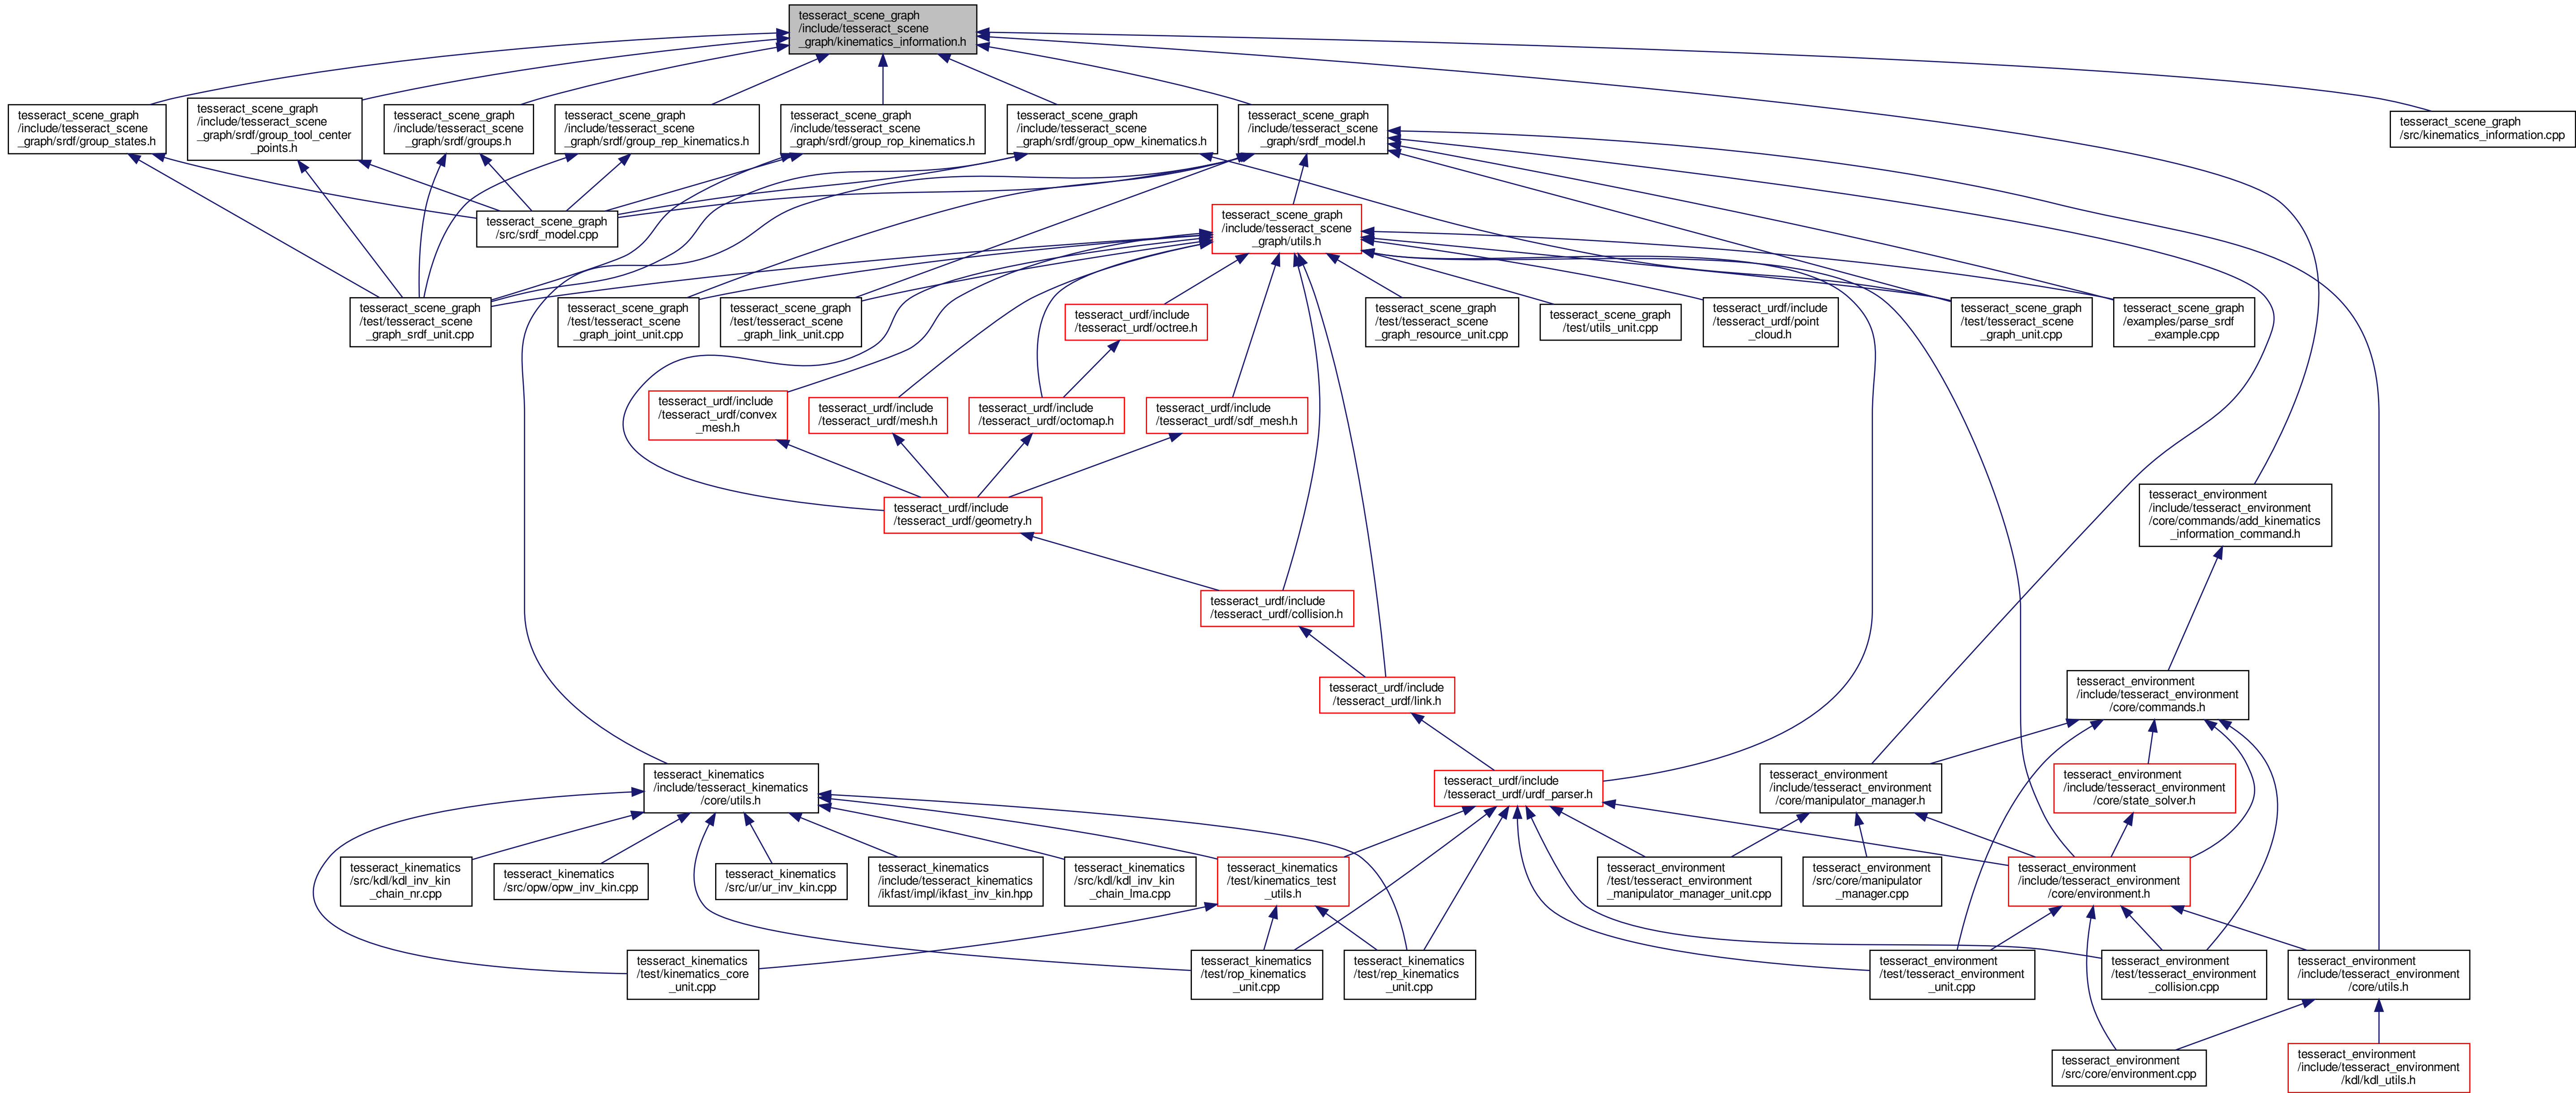 tesseract_scene_graph
/include/tesseract_scene
_graph/kinematics_information.h
tesseract_scene_graph
/include/tesseract_scene
_graph/srdf/group_states.h
tesseract_scene_graph
/include/tesseract_scene
_graph/srdf/group_tool_center
_points.h
tesseract_scene_graph
/include/tesseract_scene
_graph/srdf/groups.h
tesseract_scene_graph
/include/tesseract_scene
_graph/srdf/group_rep_kinematics.h
tesseract_scene_graph
/include/tesseract_scene
_graph/srdf/group_rop_kinematics.h
tesseract_scene_graph
/include/tesseract_scene
_graph/srdf/group_opw_kinematics.h
tesseract_scene_graph
/include/tesseract_scene
_graph/srdf_model.h
tesseract_scene_graph
/src/kinematics_information.cpp
tesseract_scene_graph
/src/srdf_model.cpp
tesseract_scene_graph
/include/tesseract_scene
_graph/utils.h
tesseract_scene_graph
/test/tesseract_scene
_graph_srdf_unit.cpp
tesseract_scene_graph
/test/tesseract_scene
_graph_joint_unit.cpp
tesseract_scene_graph
/test/tesseract_scene
_graph_link_unit.cpp
tesseract_urdf/include
/tesseract_urdf/octree.h
tesseract_scene_graph
/test/tesseract_scene
_graph_resource_unit.cpp
tesseract_scene_graph
/test/utils_unit.cpp
tesseract_urdf/include
/tesseract_urdf/point
_cloud.h
tesseract_scene_graph
/test/tesseract_scene
_graph_unit.cpp
tesseract_scene_graph
/examples/parse_srdf
_example.cpp
tesseract_urdf/include
/tesseract_urdf/convex
_mesh.h
tesseract_urdf/include
/tesseract_urdf/mesh.h
tesseract_urdf/include
/tesseract_urdf/octomap.h
tesseract_urdf/include
/tesseract_urdf/sdf_mesh.h
tesseract_urdf/include
/tesseract_urdf/geometry.h
tesseract_environment
/include/tesseract_environment
/core/commands/add_kinematics
_information_command.h
tesseract_urdf/include
/tesseract_urdf/collision.h
tesseract_urdf/include
/tesseract_urdf/link.h
tesseract_environment
/include/tesseract_environment
/core/commands.h
tesseract_kinematics
/include/tesseract_kinematics
/core/utils.h
tesseract_urdf/include
/tesseract_urdf/urdf_parser.h
tesseract_environment
/include/tesseract_environment
/core/manipulator_manager.h
tesseract_environment
/include/tesseract_environment
/core/state_solver.h
tesseract_kinematics
/src/kdl/kdl_inv_kin
_chain_nr.cpp
tesseract_kinematics
/src/opw/opw_inv_kin.cpp
tesseract_kinematics
/src/ur/ur_inv_kin.cpp
tesseract_kinematics
/include/tesseract_kinematics
/ikfast/impl/ikfast_inv_kin.hpp
tesseract_kinematics
/src/kdl/kdl_inv_kin
_chain_lma.cpp
tesseract_kinematics
/test/kinematics_test
_utils.h
tesseract_environment
/test/tesseract_environment
_manipulator_manager_unit.cpp
tesseract_environment
/src/core/manipulator
_manager.cpp
tesseract_environment
/include/tesseract_environment
/core/environment.h
tesseract_kinematics
/test/kinematics_core
_unit.cpp
tesseract_kinematics
/test/rop_kinematics
_unit.cpp
tesseract_kinematics
/test/rep_kinematics
_unit.cpp
tesseract_environment
/test/tesseract_environment
_unit.cpp
tesseract_environment
/test/tesseract_environment
_collision.cpp
tesseract_environment
/include/tesseract_environment
/core/utils.h
tesseract_environment
/src/core/environment.cpp
tesseract_environment
/include/tesseract_environment
/kdl/kdl_utils.h